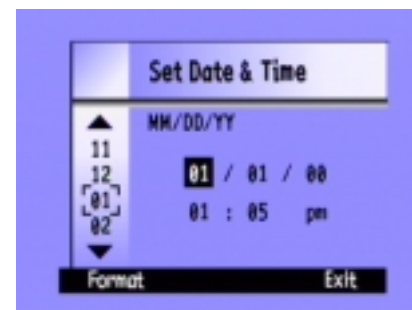 Set Date & Time
MM/DD/YY
11
12
01
02
01 / 01 / 00
01 : 05 pm
Format
Exit